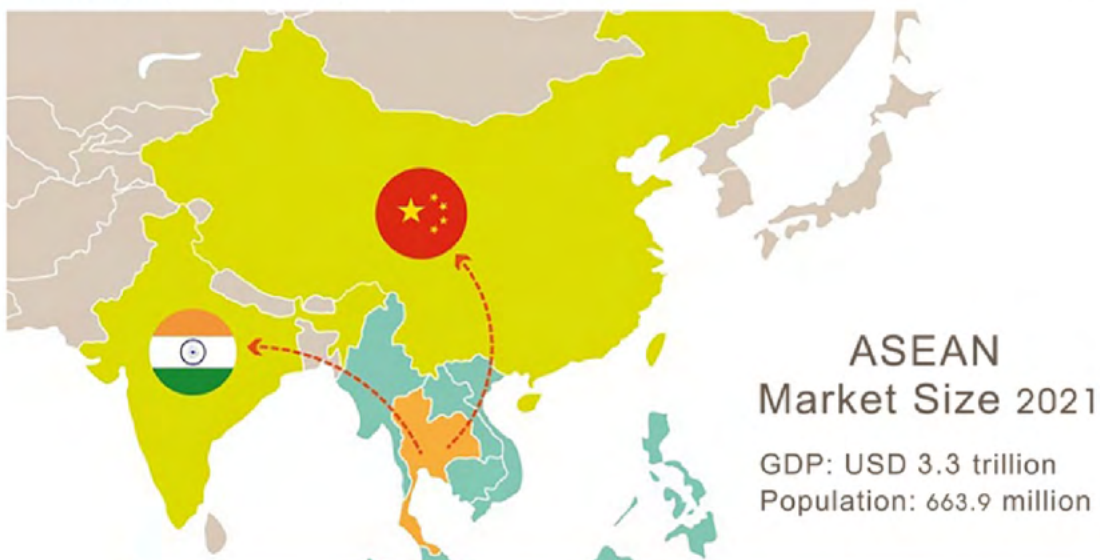 ASEAN
Market Size 2021
GDP: USD 3.3 trillion
Population: 663.9 million